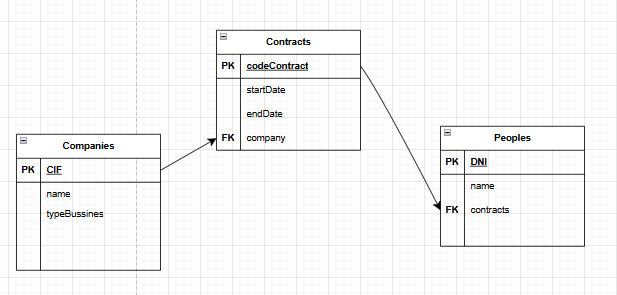 Contracts
PK codeContract
startDate
endDate
FK company
Companies
PK CIF
name
typeBussines
Peoples
PK DNI
name
FK contracts